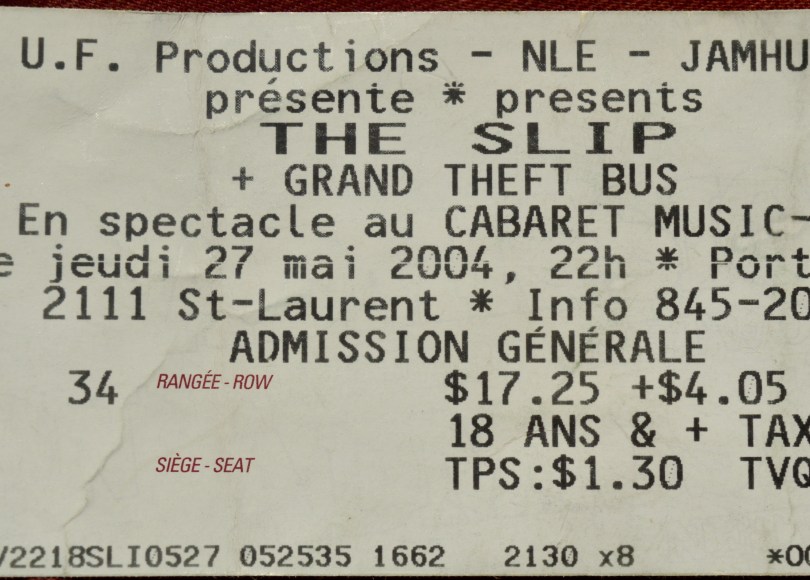 U.F. Productions - NLE - JAMHU
présente * presents
THE SLIP
+ GRAND THEFT BUS
En spectacle au CABARET MUSIC-
e jeudi 27 mai 2004, 22h * Port
2111 St-Laurent * Info 845-20
ADMISSION GÉNÉRALE
34 RANGÉE - ROW $17.25 +$4.05
18 ANS & + TAX
SIÈGE - SEAT TPS:$1.30 TVQ
/2218SLI0527 052535 1662 2130 x8 *00